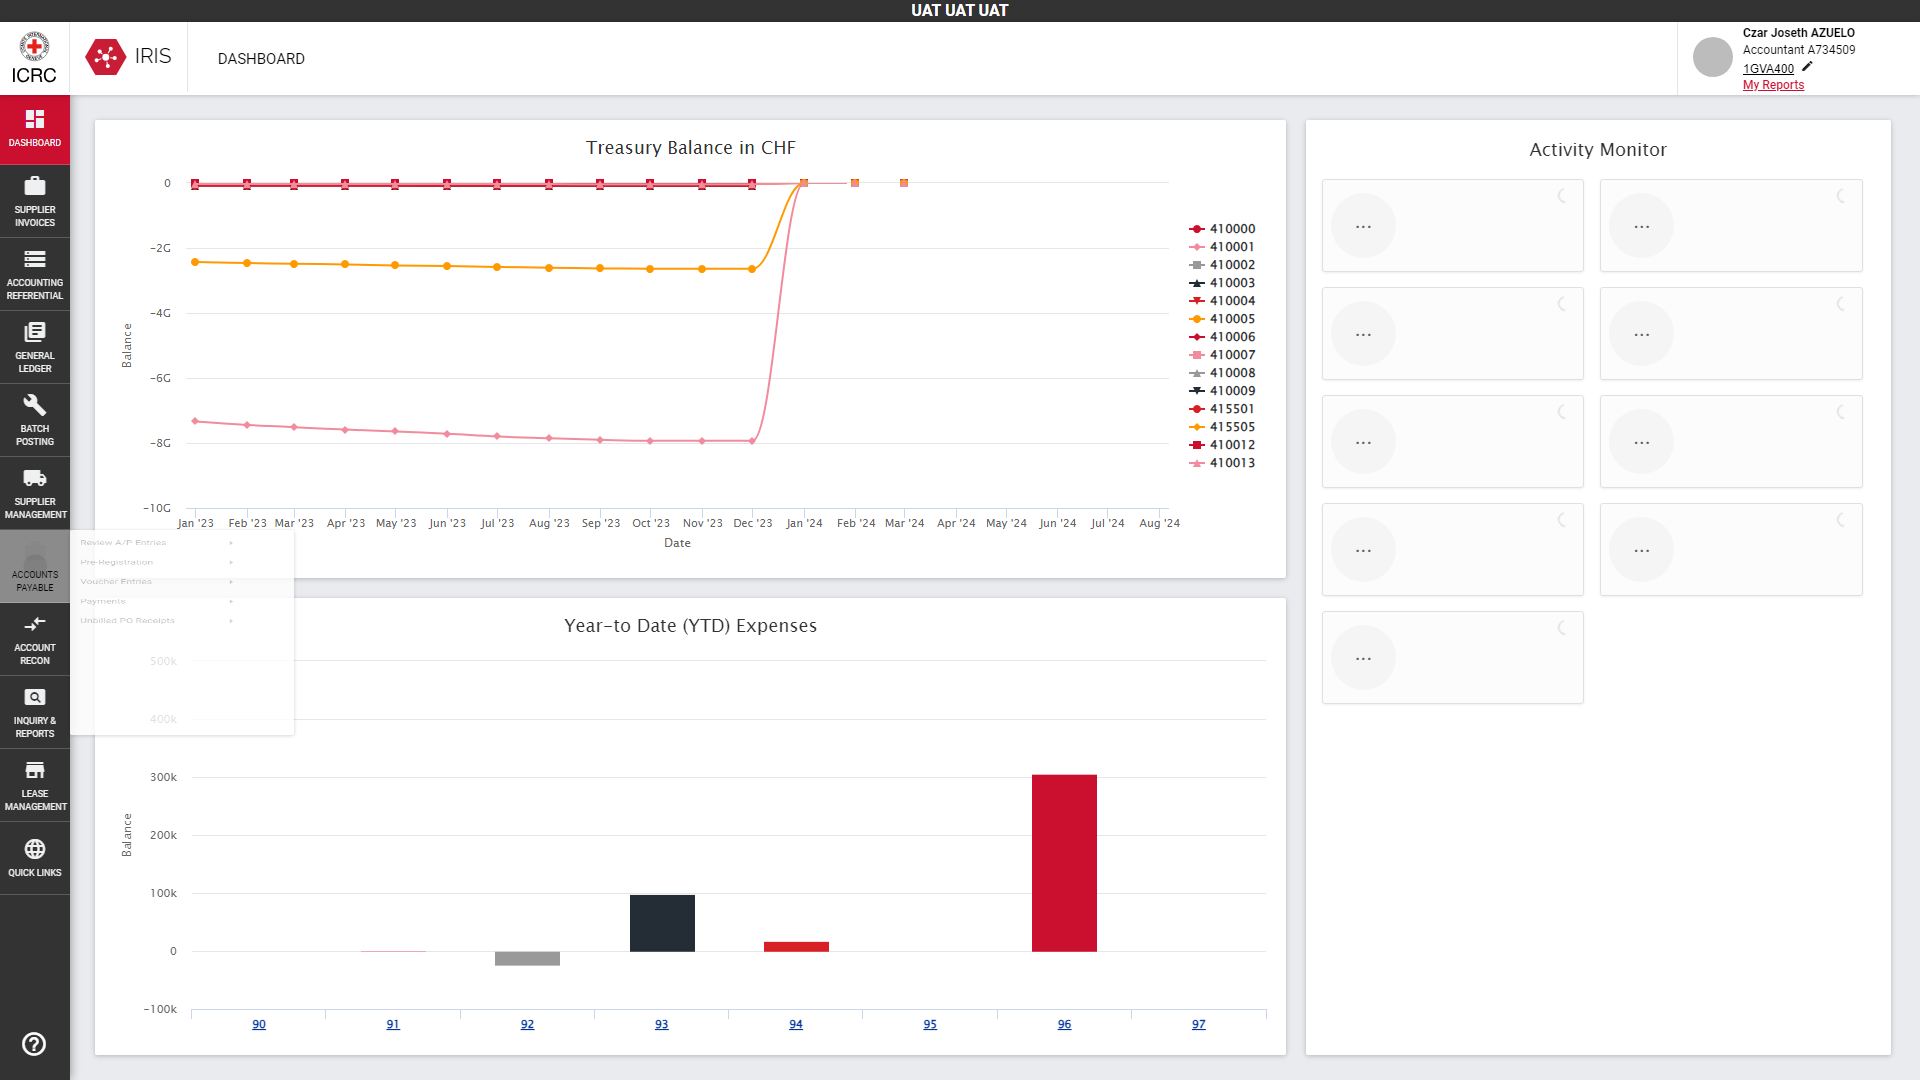 UAT UAT UAT
ICRC
IRIS
DASHBOARD
Czar Joseth AZUELO
Accountant A734509
1GVA400
My Reports
DASHBOARD
SUPPLIER
INVOICES
ACCOUNTING
REFERENTIAL
GENERAL
LEDGER
BATCH
POSTING
SUPPLIER
MANAGEMENT
ACCOUNTS
PAYABLE
ACCOUNT
RECON
INQUIRY &
REPORTS
LEASE
MANAGEMENT
QUICK LINKS
Review A/P Entries
Pre-Registration
Voucher Entries
Payments
Unbilled PO Receipts
Treasury Balance in CHF
0
−2G
−4G
−6G
−8G
−10G
Balance
Jan '23 Feb '23 Mar '23 Apr '23 May '23 Jun '23 Jul '23 Aug '23 Sep '23 Oct '23 Nov '23 Dec '23 Jan '24 Feb '24 Mar '24 Apr '24 May '24 Jun '24 Jul '24 Aug '24
Date
410000
410001
410002
410003
410004
410005
410006
410007
410008
410009
415501
415505
410012
410013
Year-to Date (YTD) Expenses
500k
400k
300k
200k
100k
0
−100k
Balance
90 91 92 93 94 95 96 97
Activity Monitor
... ...
... ...
... ...
... ...
...